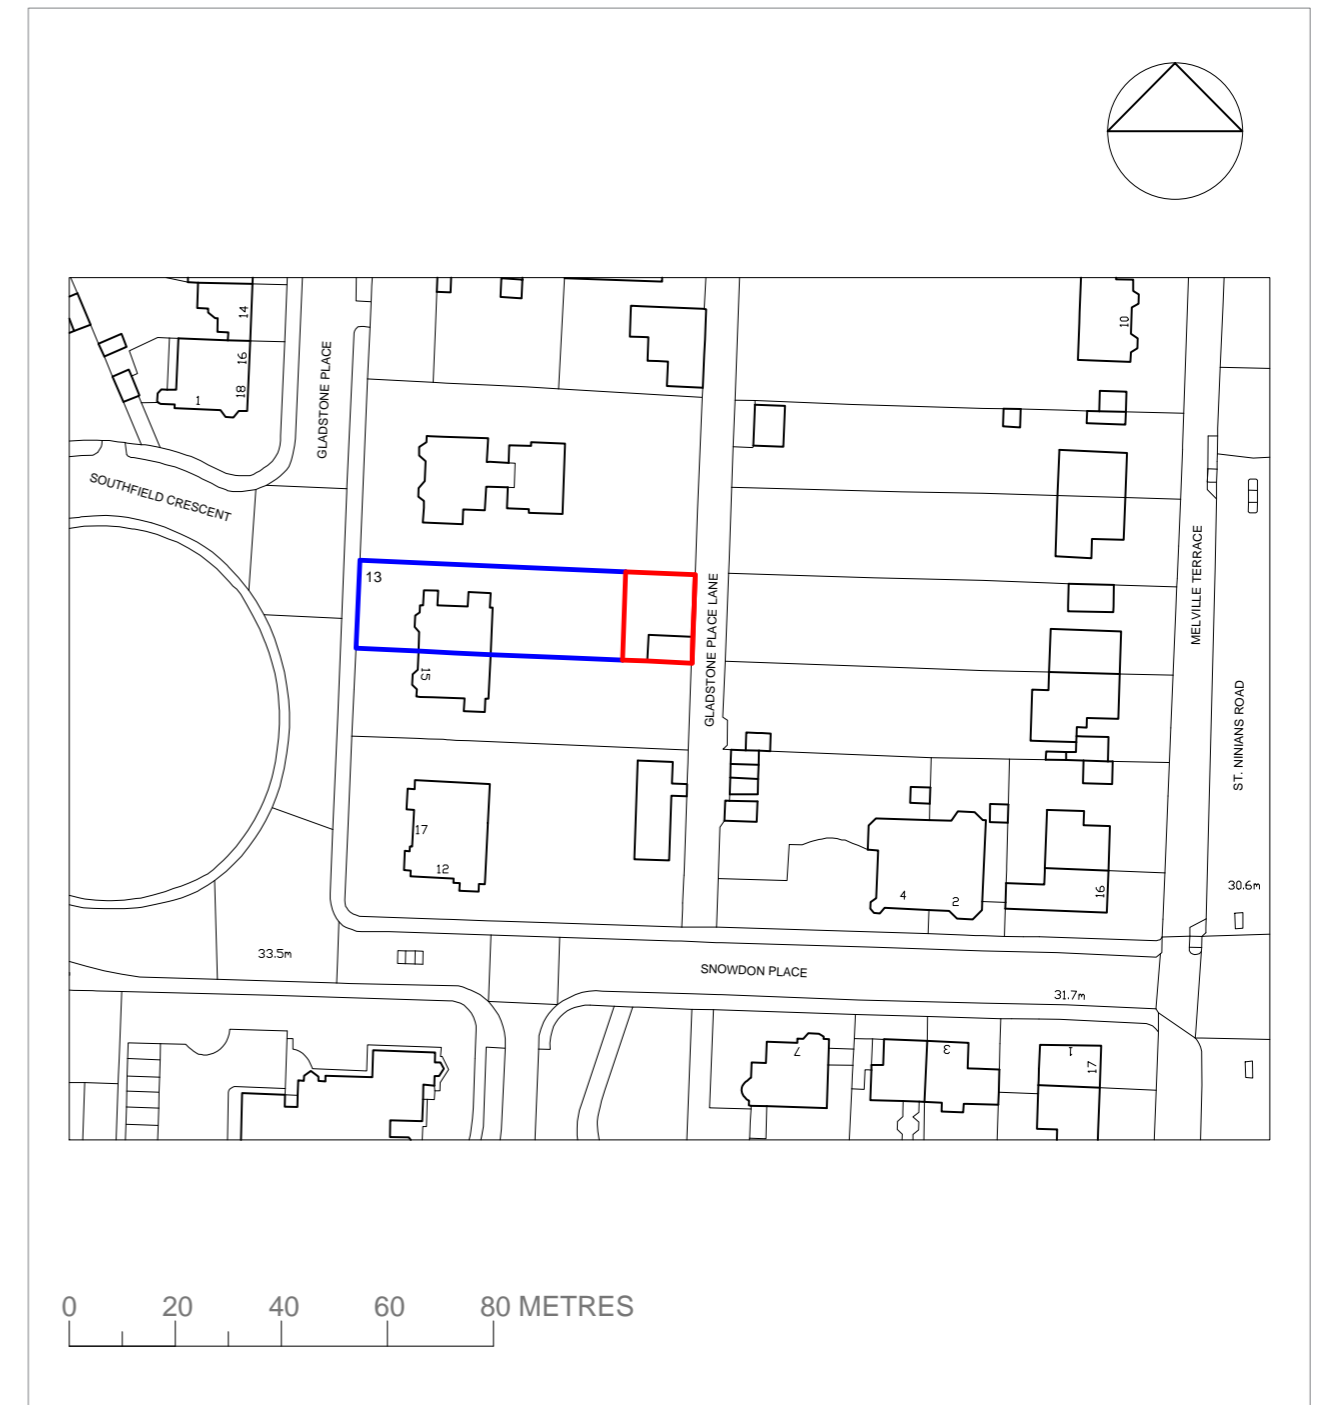 14
16
18
1
GLADSTONE PLACE
10
SOUTHFIELD CRESCENT
13
15
GLADSTONE PLACE LANE
MELVILLE TERRACE
ST. NINIANS ROAD
17
12
4
2
16
30.6m
33.5m
SNOWDON PLACE
31.7m
7
3
1
17
0 20 40 60 80 METRES